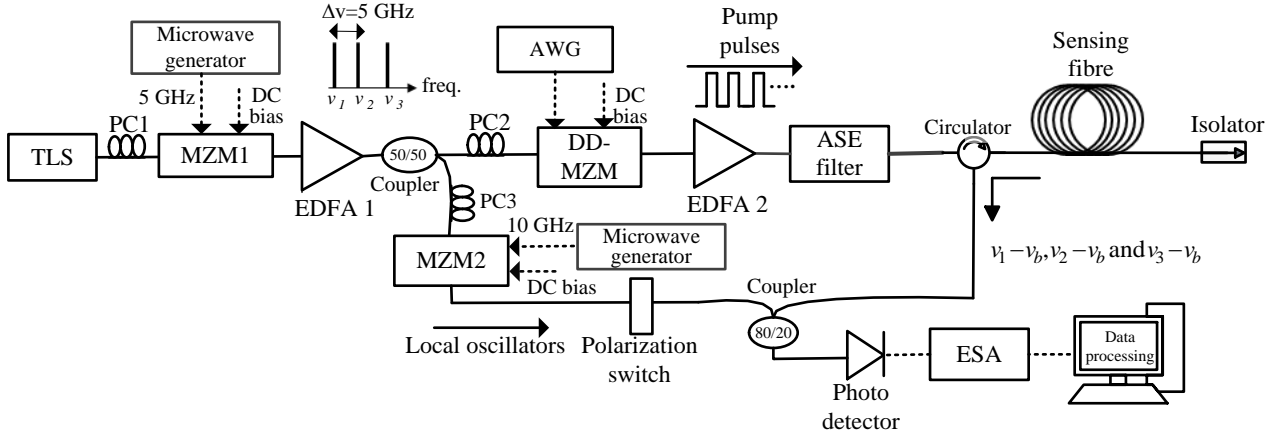 Microwave
generator
5 GHz
DC
bias
PC1
TLS
MZM1
Δv=5 GHz
v1 v2 v3
freq.
EDFA 1
50/50
Coupler
PC2
PC3
AWG
DC
bias
DD-
MZM
Pump
pulses
EDFA 2
ASE
filter
Circulator
Sensing
fibre
Isolator
v1−vb, v2−vb and v3−vb
10 GHz
Microwave
generator
MZM2
DC bias
Local oscillators
Polarization
switch
Coupler
80/20
Photo
detector
ESA
Data
processing